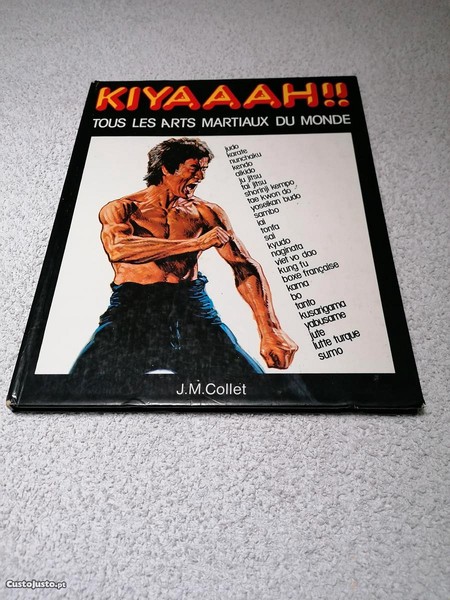 KIYAAAH!!
TOUS LES ARTS MARTIAUX DU MONDE
judo
karate
nunchaku
kendo
aikido
ju jitsu
tai jitsu
shorinji kempo
tae kwon do
yoseikan budo
sambo
iai
tonfa
sai
kyudo
naginata
viet vo dao
kung fu
boxe française
kama
bo
tanto
kusarigama
yabusame
jute
lutte turque
sumo
J.M.Collet
CustoJusto.pt